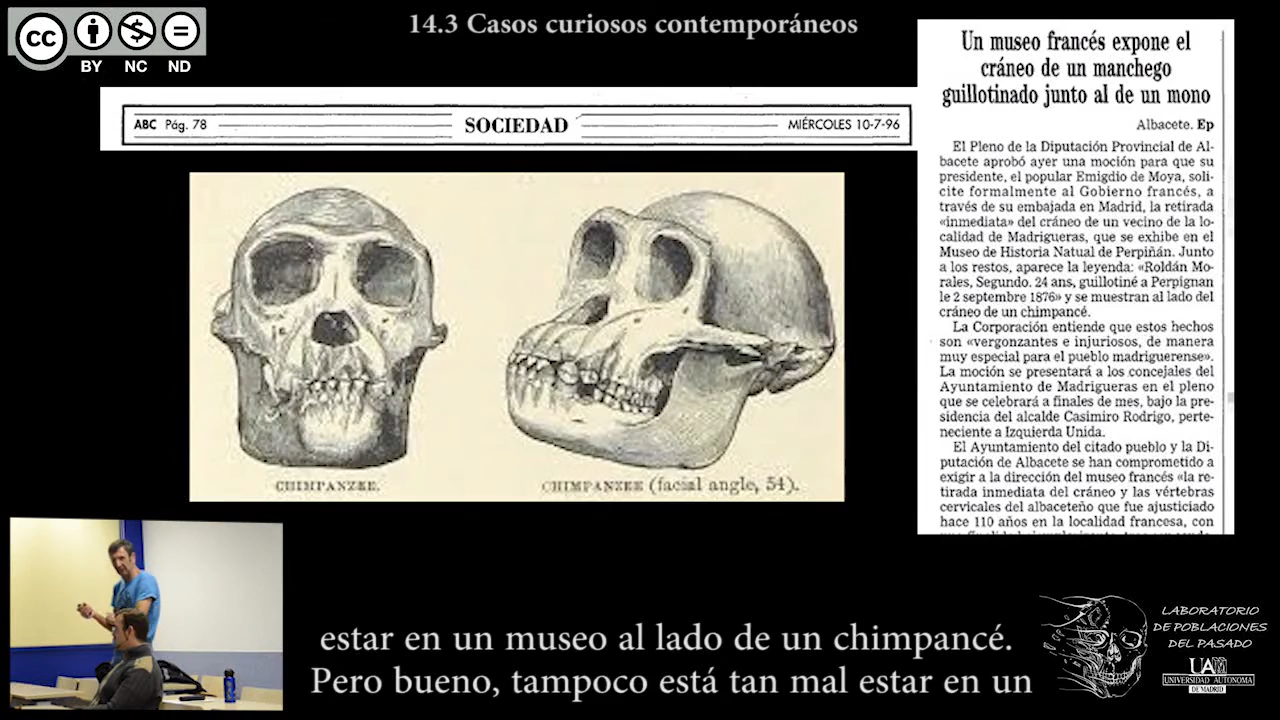 14.3 Casos curiosos contemporáneos
cc
BY NC ND
ABC Pág. 78
SOCIEDAD
MIÉRCOLES 10-7-96
CHIMPANZEE.
CHIMPANZEE (facial angle, 54).
Un museo francés expone el
cráneo de un manchego
guillotinado junto al de un mono
Albacete. Ep
El Pleno de la Diputación Provincial de Al-
bacete aprobó ayer una moción para que su
presidente, el popular Emigdio de Moya, soli-
cite formalmente al Gobierno francés, a
través de su embajada en Madrid, la retirada
«inmediata» del cráneo de un vecino de la lo-
calidad de Madrigueras, que se exhibe en el
Museo de Historia Natual de Perpiñán. Junto
a los restos, aparece la leyenda: «Roldán Mo-
rales, Segundo. 24 ans, guillotiné a Perpignan
le 2 septembre 1876» y se muestran al lado del
cráneo de un chimpancé.
La Corporación entiende que estos hechos
son «vergonzantes e injuriosos, de manera
muy especial para el pueblo madriguerense».
La moción se presentará a los concejales del
Ayuntamiento de Madrigueras en el pleno
que se celebrará a finales de mes, bajo la pre-
sidencia del alcalde Casimiro Rodrigo, perte-
neciente a Izquierda Unida.
El Ayuntamiento del citado pueblo y la Di-
putación de Albacete se han comprometido a
exigir a la dirección del museo francés «la re-
tirada inmediata del cráneo y las vértebras
cervicales del albaceteño que fue ajusticiado
hace 110 años en la localidad francesa, con
estar en un museo al lado de un chimpancé.
Pero bueno, tampoco está tan mal estar en un
LABORATORIO
DE POBLACIONES
DEL PASADO
UAM
UNIVERSIDAD AUTONOMA
DE MADRID